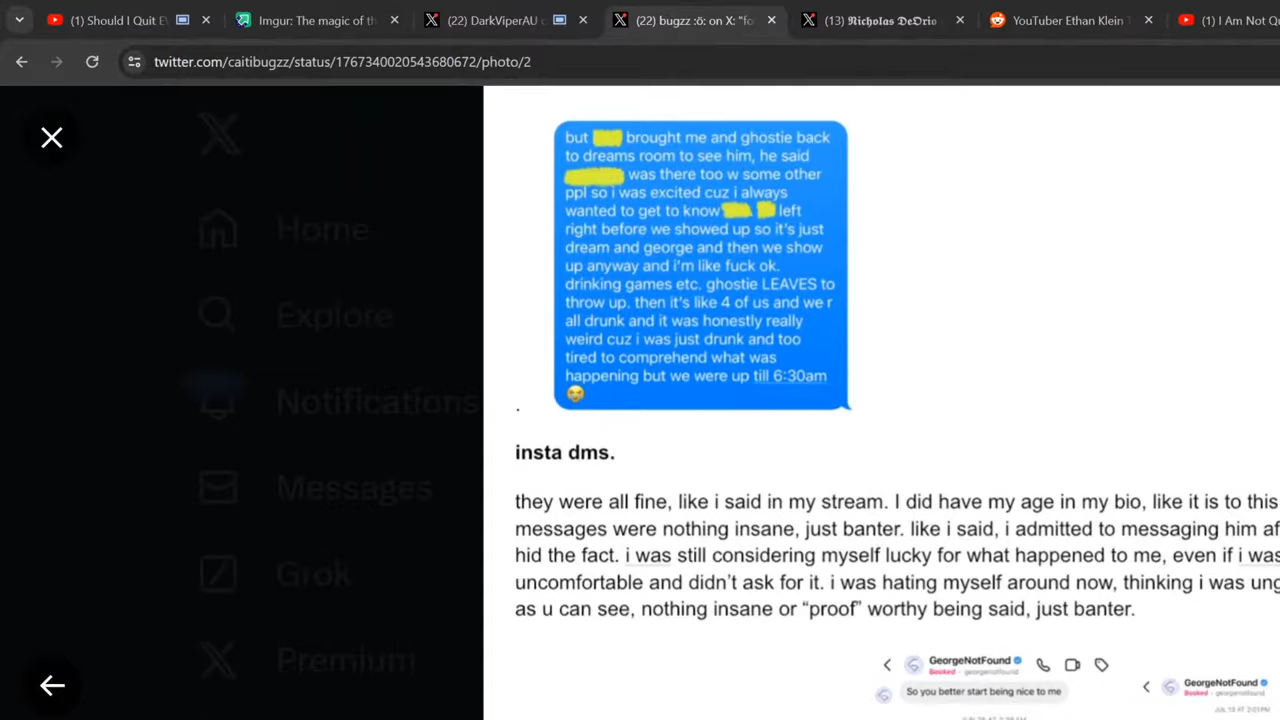 (1) Should I Quit
Imgur: The magic of th
(22) DarkViperAU
(22) bugzz :ö: on X: "fo
(13) 𝕹𝖎𝖈𝖍𝖔𝖑𝖆𝖘 𝕯𝖊𝕺𝖗𝖎𝖔
YouTuber Ethan Klein
(1) I Am Not Qu
twitter.com/caitibugzz/status/1767340020543680672/photo/2
Home
Explore
Notifications
Messages
Grok
Premium
but brought me and ghostie back
to dreams room to see him, he said
was there too w some other
ppl so i was excited cuz i always
wanted to get to know left
right before we showed up so it's just
dream and george and then we show
up anyway and i'm like fuck ok.
drinking games etc. ghostie LEAVES to
throw up. then it's like 4 of us and we r
all drunk and it was honestly really
weird cuz i was just drunk and too
tired to comprehend what was
happening but we were up till 6:30am
😭
.
insta dms.
they were all fine, like i said in my stream. I did have my age in my bio, like it is to this
messages were nothing insane, just banter. like i said, i admitted to messaging him af
hid the fact. i was still considering myself lucky for what happened to me, even if i was
uncomfortable and didn't ask for it. i was hating myself around now, thinking i was ung
as u can see, nothing insane or "proof" worthy being said, just banter.
GeorgeNotFound
Booked · georgenotfound
So you better start being nice to me
GeorgeNotFound
Booked · georgenotfound
JUL 13 AT 2:01PM